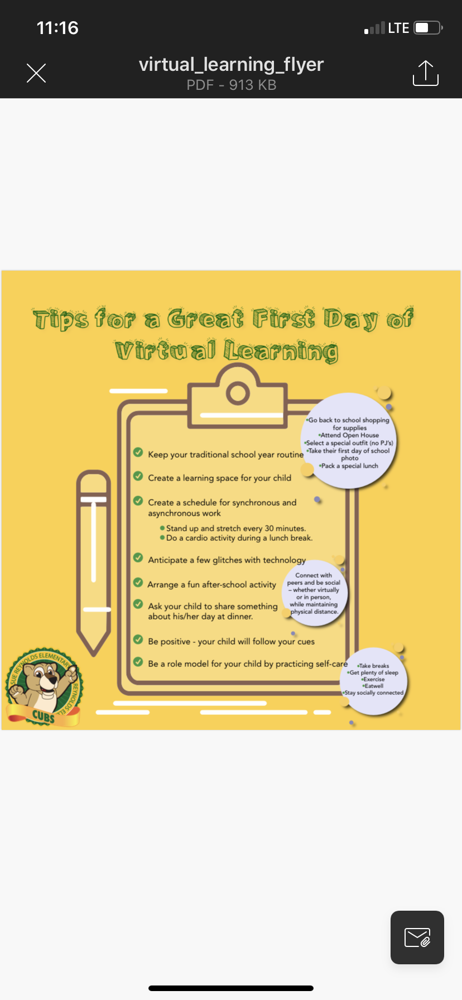 11:16
LTE
virtual_learning_flyer
PDF - 913 KB
Tips for a Great First Day of
Virtual Learning
•Go back to school shopping
for supplies
•Attend Open House
•Select a special outfit (no PJ's)
•Take their first day of school
photo
•Pack a special lunch
Keep your traditional school year routine
Create a learning space for your child
Create a schedule for synchronous and
asynchronous work
• Stand up and stretch every 30 minutes.
• Do a cardio activity during a lunch break.
Anticipate a few glitches with technology
Connect with
peers and be social
– whether virtually
or in person,
while maintaining
physical distance.
Arrange a fun after-school activity
Ask your child to share something
about his/her day at dinner.
Be positive - your child will follow your cues
Be a role model for your child by practicing self-care
•Take breaks
•Get plenty of sleep
•Exercise
•Eatwell
•Stay socially connected
SUE REYNOLDS ELEMENTARY
CUBS